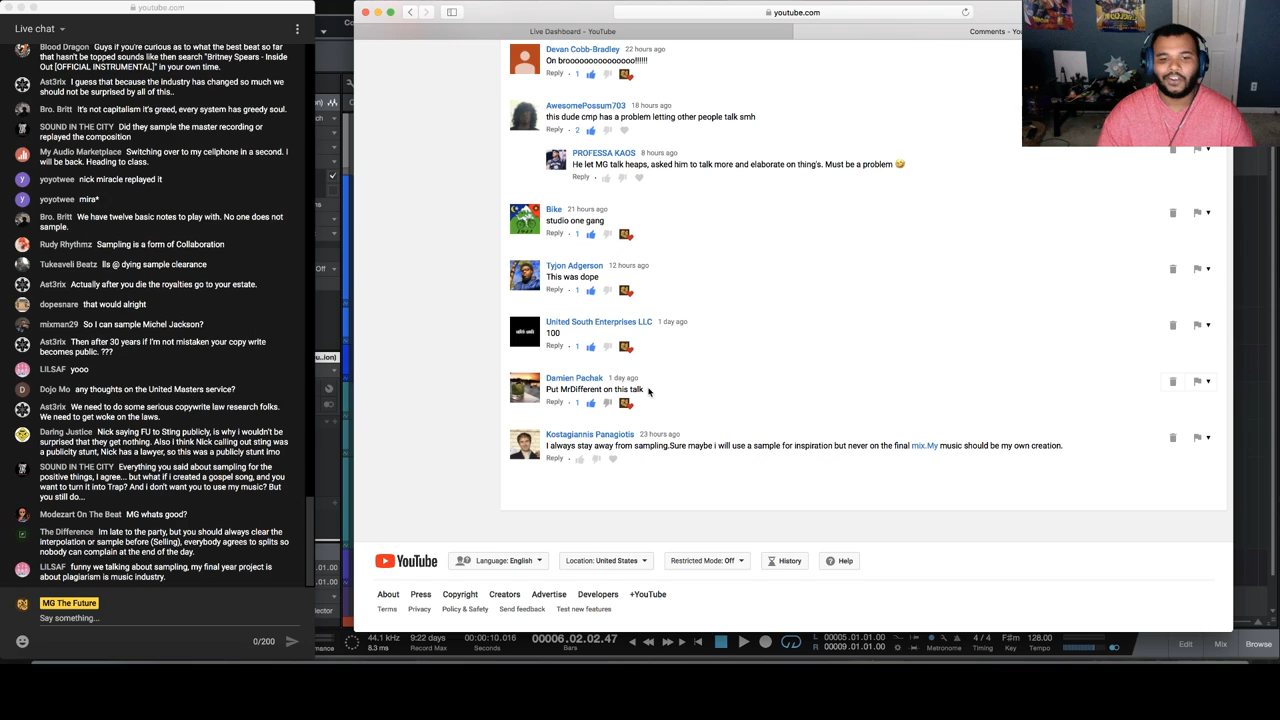 youtube.com
Live chat
Blood Dragon Guys if you're curious as to what the best beat so far
that hasn't be topped sounds like then search "Britney Spears - Inside
Out [OFFICIAL INSTRUMENTAL]" in your own time.
Ast3rix I guess that because the industry has changed so much we
should not be surprised by all of this..
Bro. Britt It's not capitalism it's greed, every system has greedy soul.
SOUND IN THE CITY Did they sample the master recording or
replayed the composition
My Audio Marketplace Switching over to my cellphone in a second. I
will be back. Heading to class.
yoyotwee nick miracle replayed it
yoyotwee mira*
Bro. Britt We have twelve basic notes to play with. No one does not
sample.
Rudy Rhythmz Sampling is a form of Collaboration
Tukeaveli Beatz lls @ dying sample clearance
Ast3rix Actually after you die the royalties go to your estate.
dopesnare that would alright
mixman29 So I can sample Michel Jackson?
Ast3rix Then after 30 years if I'm not mistaken your copy write
becomes public. ???
LILSAF yooo
Dojo Mo any thoughts on the United Masters service?
Ast3rix We need to do some serious copywrite law research folks.
We need to get woke on the laws.
Daring Justice Nick saying FU to Sting publicly, is why i wouldn't be
surprised that they get nothing. Also i think Nick calling out sting was
a publicity stunt, Nick has a lawyer, so this was a publicity stunt Imo
SOUND IN THE CITY Everything you said about sampling for the
positive things, I agree... but what if i created a gospel song, and you
want to turn it into Trap? And i don't want you to use my music? But
you still do...
Modezart On The Beat MG whats good?
The Difference Im late to the party, but you should always clear the
interpolation or sample before (Selling), everybody agrees to splits so
nobody can complain at the end of the day.
LILSAF funny we talking about sampling, my final year project is
about plagiarism is music industry.
MG The Future
Say something...
0/200
youtube.com
Live Dashboard - YouTube
Comments - You
Devan Cobb-Bradley 22 hours ago
On brooooooooooooooo!!!!!!
Reply · 1
AwesomePossum703 18 hours ago
this dude cmp has a problem letting other people talk smh
Reply · 2
PROFESSA KAOS 8 hours ago
He let MG talk heaps, asked him to talk more and elaborate on thing's. Must be a problem 🤣
Reply ·
Bike 21 hours ago
studio one gang
Reply · 1
Tyjon Adgerson 12 hours ago
This was dope
Reply · 1
United South Enterprises LLC 1 day ago
100
Reply · 1
Damien Pachak 1 day ago
Put MrDifferent on this talk
Reply · 1
Kostagiannis Panagiotis 23 hours ago
I always stay away from sampling.Sure maybe i will use a sample for inspiration but never on the final mix.My music should be my own creation.
Reply ·
YouTube Language: English Location: United States Restricted Mode: Off History Help
About Press Copyright Creators Advertise Developers +YouTube
Terms Privacy Policy & Safety Send feedback Test new features
44.1 kHz 9:22 days 00:00:10.016 00006.02.02.47 L 00005.01.01.00 4 / 4 F#m 128.00 Edit Mix Browse
8.3 ms Record Max Seconds Bars R 00009.01.01.00 Metronome Timing Key Tempo